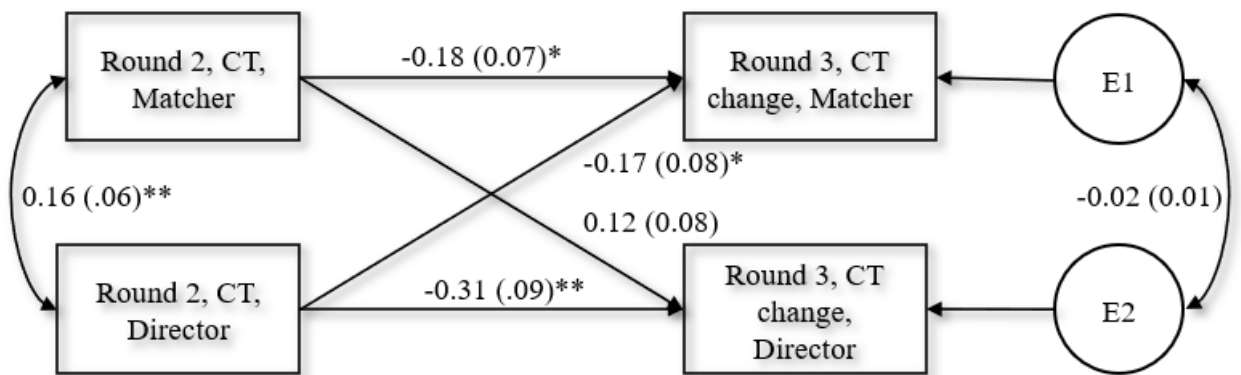 Round 2, CT,
Matcher
-0.18 (0.07)*
Round 3, CT
change, Matcher
E1
0.16 (.06)**
-0.17 (0.08)*
0.12 (0.08)
-0.02 (0.01)
Round 2, CT,
Director
-0.31 (.09)**
Round 3, CT
change,
Director
E2